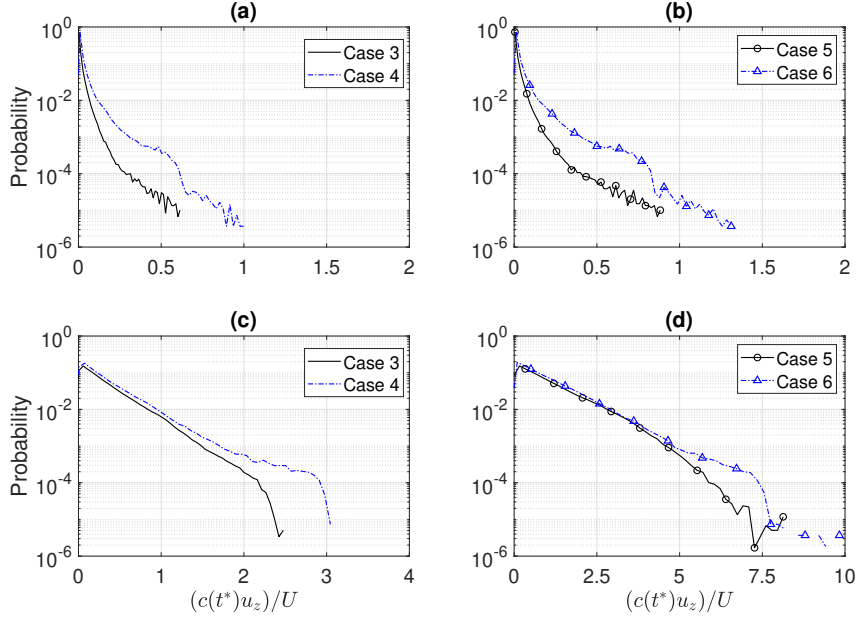 (a)
Probability
10^0
10^-2
10^-4
10^-6
0 0.5 1 1.5 2
Case 3
Case 4
(b)
10^0
10^-2
10^-4
10^-6
0 0.5 1 1.5 2
Case 5
Case 6
(c)
Probability
10^0
10^-2
10^-4
10^-6
0 1 2 3 4
(c(t*)u_z)/U
Case 3
Case 4
(d)
10^0
10^-2
10^-4
10^-6
0 2.5 5 7.5 10
(c(t*)u_z)/U
Case 5
Case 6